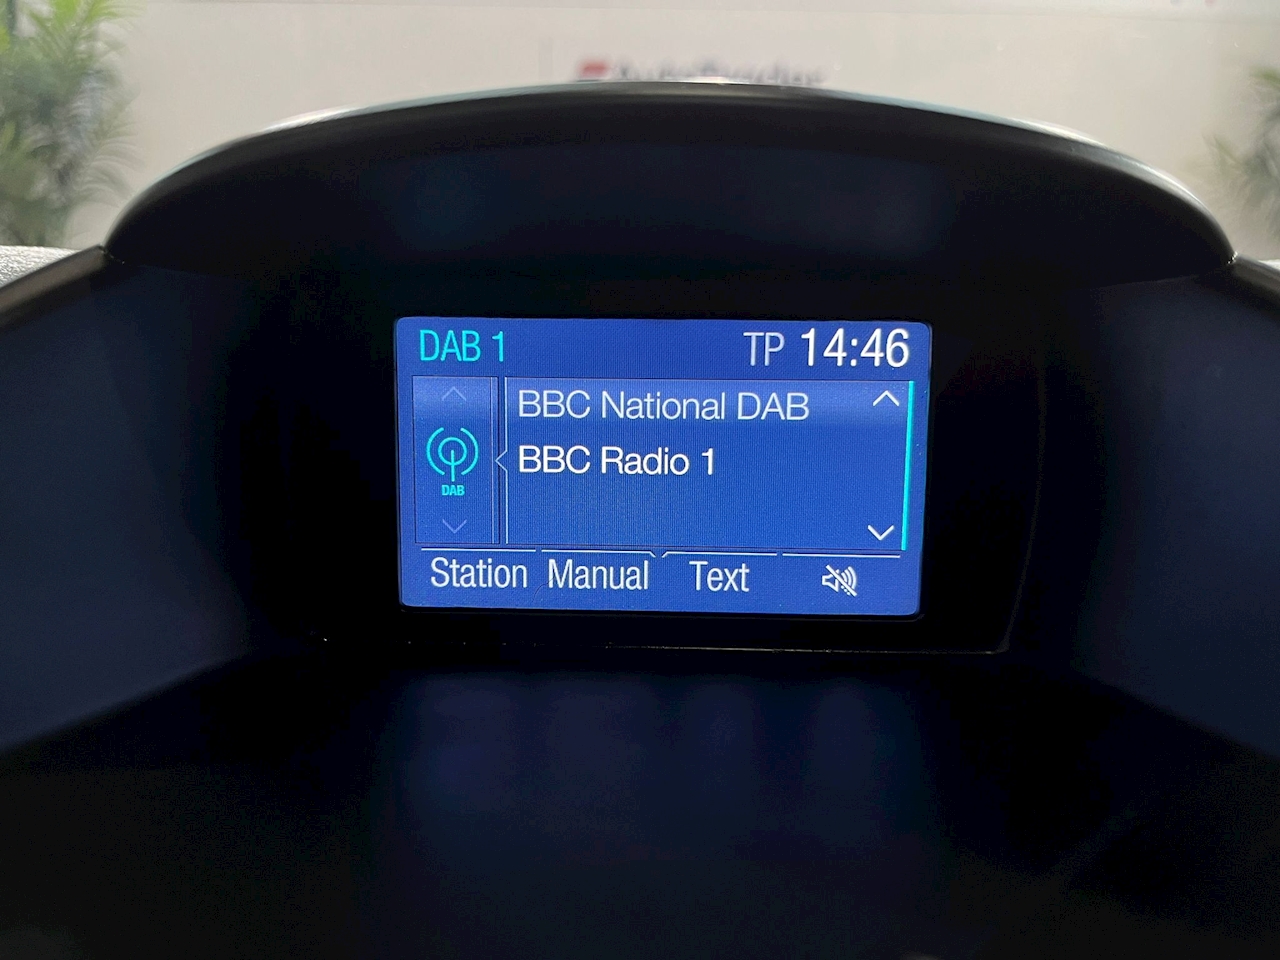 DAB 1
TP 14:46
BBC National DAB
BBC Radio 1
DAB
Station Manual Text